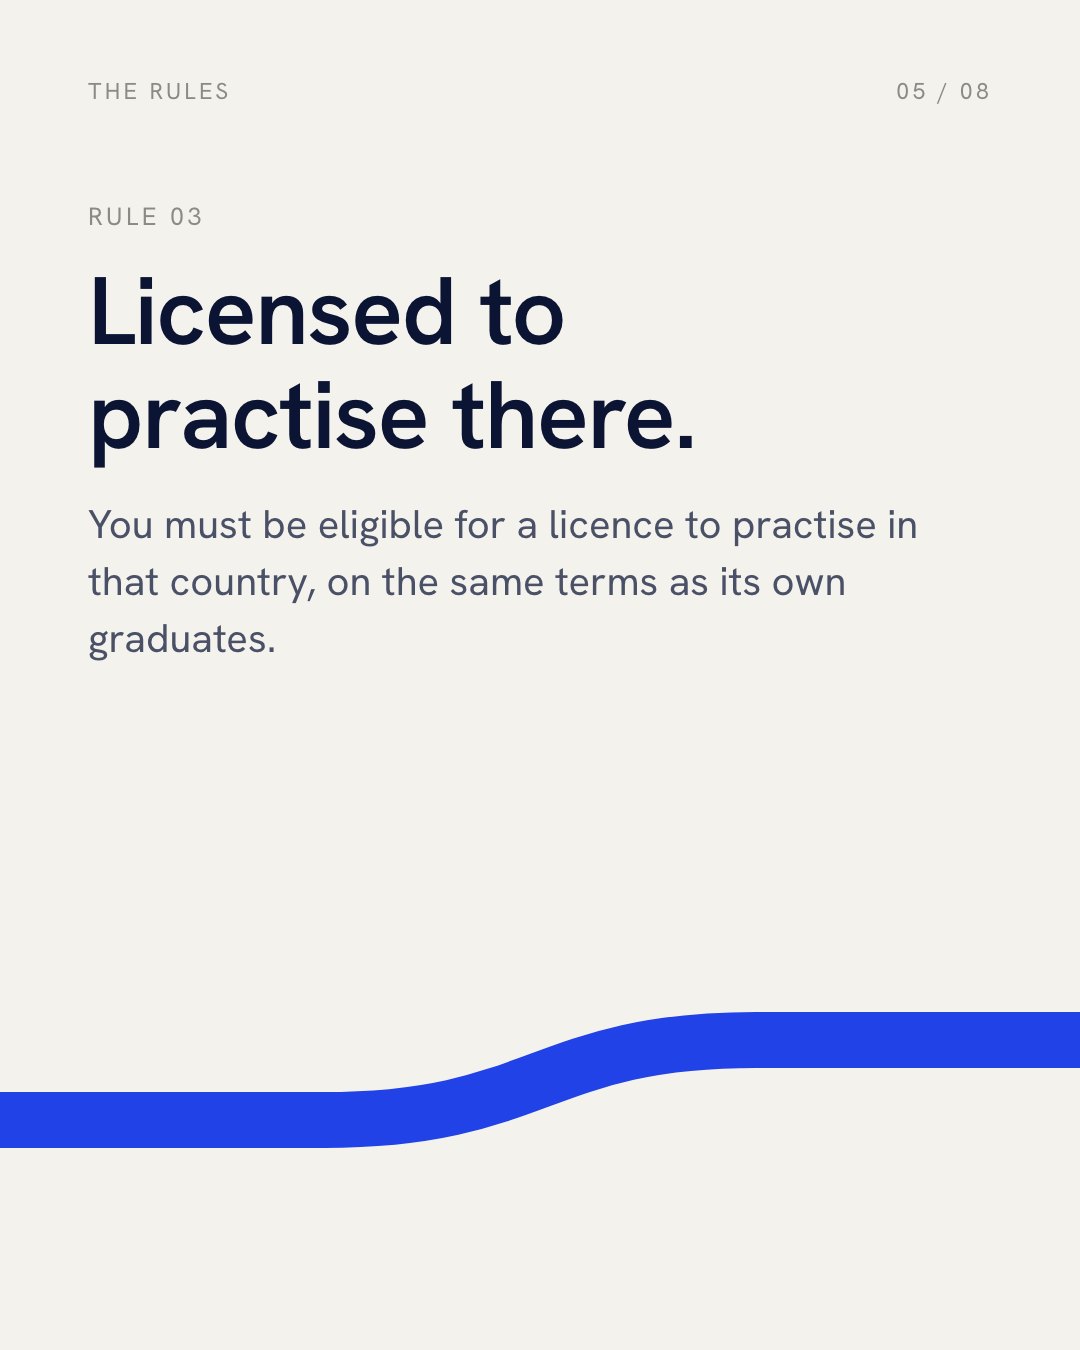 THE RULES
05 / 08
RULE 03
Licensed to
practise there.
You must be eligible for a licence to practise in
that country, on the same terms as its own
graduates.